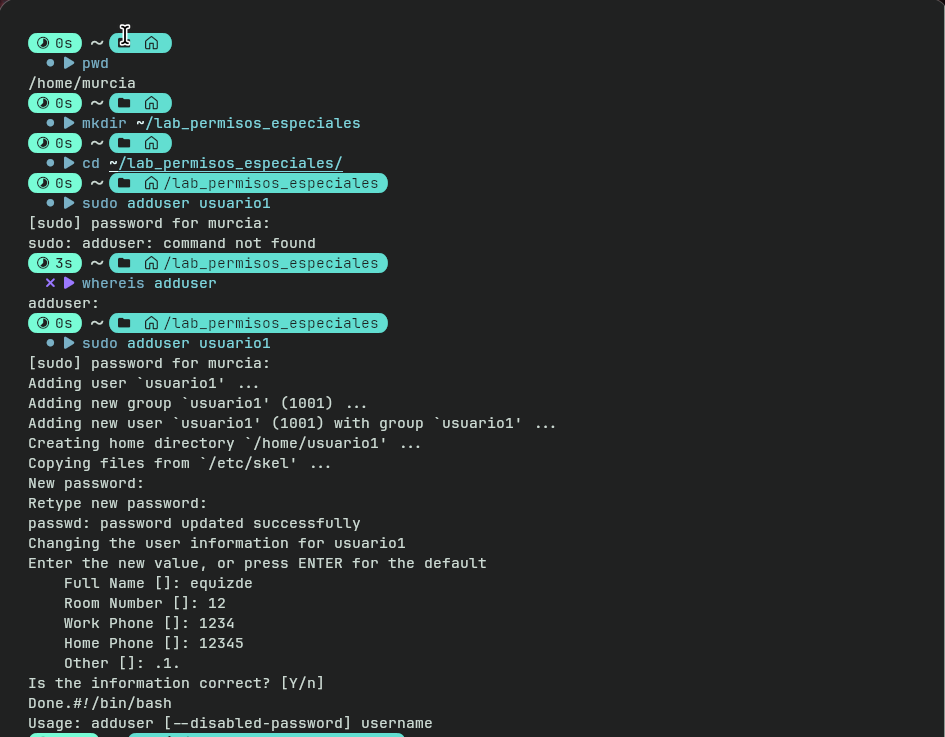 0s ~
pwd
/home/murcia
0s ~
mkdir ~/lab_permisos_especiales
0s ~
cd ~/lab_permisos_especiales/
0s ~ /lab_permisos_especiales
sudo adduser usuario1
[sudo] password for murcia:
sudo: adduser: command not found
3s ~ /lab_permisos_especiales
× whereis adduser
adduser:
0s ~ /lab_permisos_especiales
sudo adduser usuario1
[sudo] password for murcia:
Adding user `usuario1' ...
Adding new group `usuario1' (1001) ...
Adding new user `usuario1' (1001) with group `usuario1' ...
Creating home directory `/home/usuario1' ...
Copying files from `/etc/skel' ...
New password:
Retype new password:
passwd: password updated successfully
Changing the user information for usuario1
Enter the new value, or press ENTER for the default
Full Name []: equizde
Room Number []: 12
Work Phone []: 1234
Home Phone []: 12345
Other []: .1.
Is the information correct? [Y/n]
Done.#!/bin/bash
Usage: adduser [--disabled-password] username